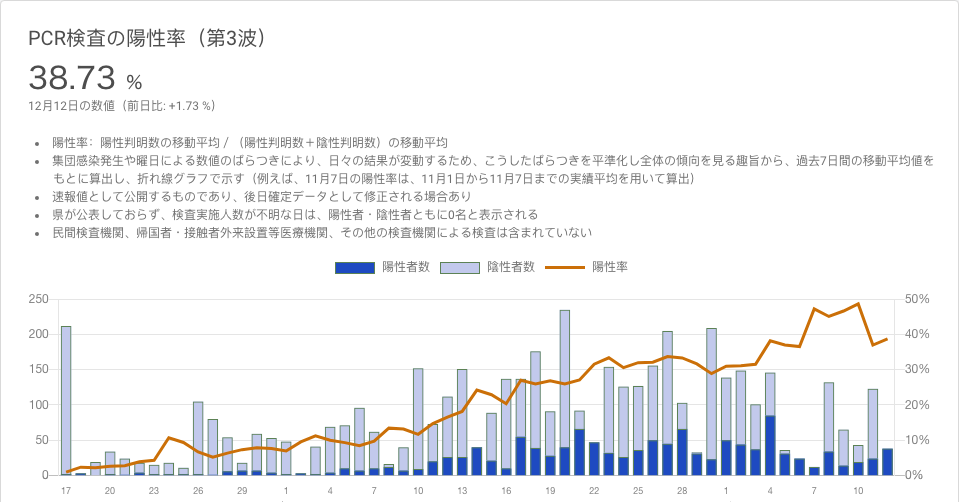 PCR検査の陽性率（第3波）
38.73 %
12月12日の数値（前日比: +1.73 %）
• 陽性率：陽性判明数の移動平均 / （陽性判明数＋陰性判明数）の移動平均
• 集団感染発生や曜日による数値のばらつきにより、日々の結果が変動するため、こうしたばらつきを平準化し全体の傾向を見る趣旨から、過去7日間の移動平均値を
もとに算出し、折れ線グラフで示す（例えば、11月7日の陽性率は、11月1日から11月7日までの実績平均を用いて算出）
• 速報値として公開するものであり、後日確定データとして修正される場合あり
• 県が公表しておらず、検査実施人数が不明な日は、陽性者・陰性者ともに0名と表示される
• 民間検査機関、帰国者・接触者外来設置等医療機関、その他の検査機関による検査は含まれていない
陽性者数 陰性者数 陽性率
250 50%
200 40%
150 30%
100 20%
50 10%
0 0%
17 20 23 26 29 1 4 7 10 13 16 19 22 25 28 1 4 7 10